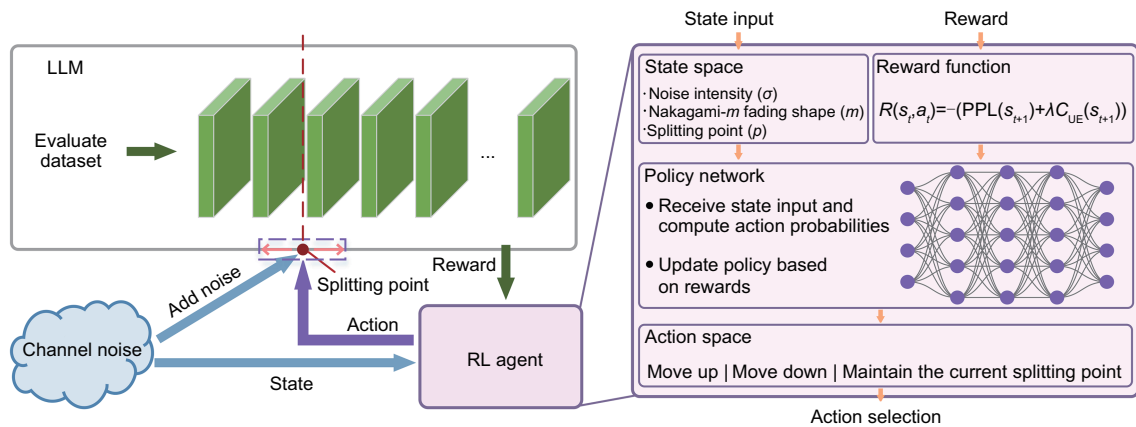 LLM
Evaluate
dataset
...
Reward
Splitting point
Add noise
Action
Channel noise
State
RL agent
State input
Reward
State space
·Noise intensity (σ)
·Nakagami-m fading shape (m)
·Splitting point (p)
Reward function
R(sₜ,aₜ)=−(PPL(sₜ₊₁)+λC_UE(sₜ₊₁))
Policy network
• Receive state input and
compute action probabilities
• Update policy based
on rewards
Action space
Move up | Move down | Maintain the current splitting point
Action selection